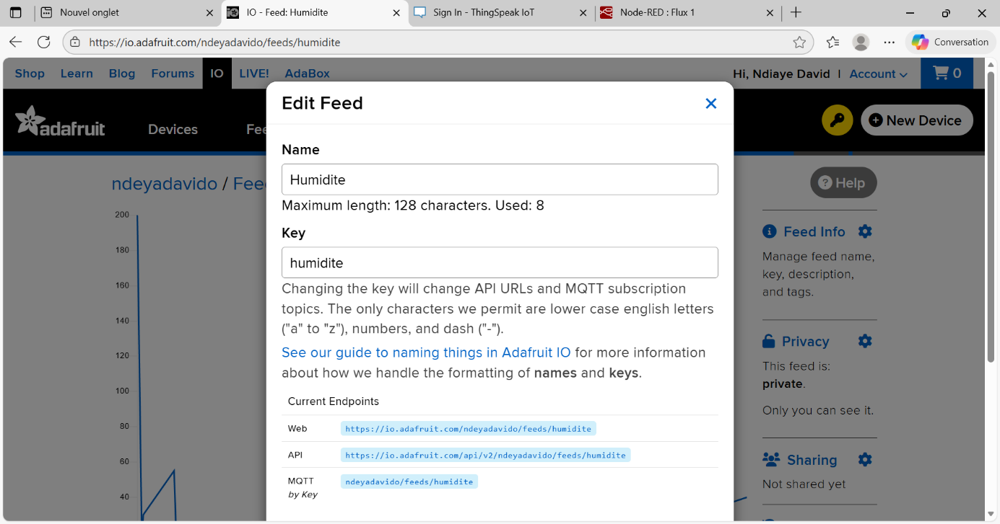 Nouvel onglet
IO - Feed: Humidite
Sign In - ThingSpeak IoT
Node-RED : Flux 1
https://io.adafruit.com/ndeyadavido/feeds/humidite
Conversation
Shop Learn Blog Forums IO LIVE! AdaBox
Hi, Ndiaye David | Account
0
adafruit
Devices
Fee
New Device
ndeyadavido / Fee
Help
200
180
160
140
120
100
80
60
40
Edit Feed
Name
Humidite
Maximum length: 128 characters. Used: 8
Key
humidite
Changing the key will change API URLs and MQTT subscription
topics. The only characters we permit are lower case english letters
("a" to "z"), numbers, and dash ("-").
See our guide to naming things in Adafruit IO for more information
about how we handle the formatting of names and keys.
Current Endpoints
Web https://io.adafruit.com/ndeyadavido/feeds/humidite
API https://io.adafruit.com/api/v2/ndeyadavido/feeds/humidite
MQTT ndeyadavido/feeds/humidite
by Key
Feed Info
Manage feed name,
key, description,
and tags.
Privacy
This feed is:
private.
Only you can see it.
Sharing
Not shared yet